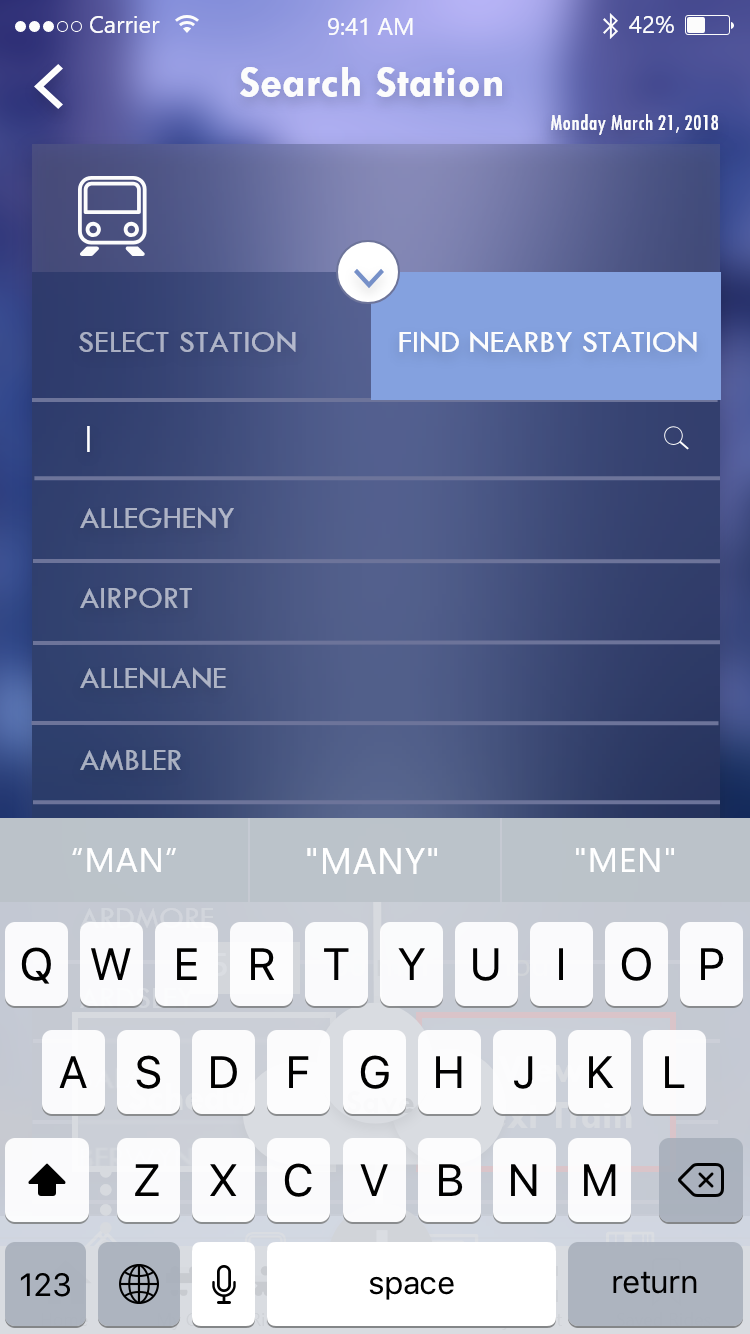 Carrier 9:41 AM 42%
Search Station
Monday March 21, 2018
SELECT STATION FIND NEARBY STATION
ALLEGHENY
AIRPORT
ALLENLANE
AMBLER
“MAN” "MANY" "MEN"
ARDMORE
Q W E R T Y U I O P
A S D F G H J K L
Train
Z X C V B N M
123 space return